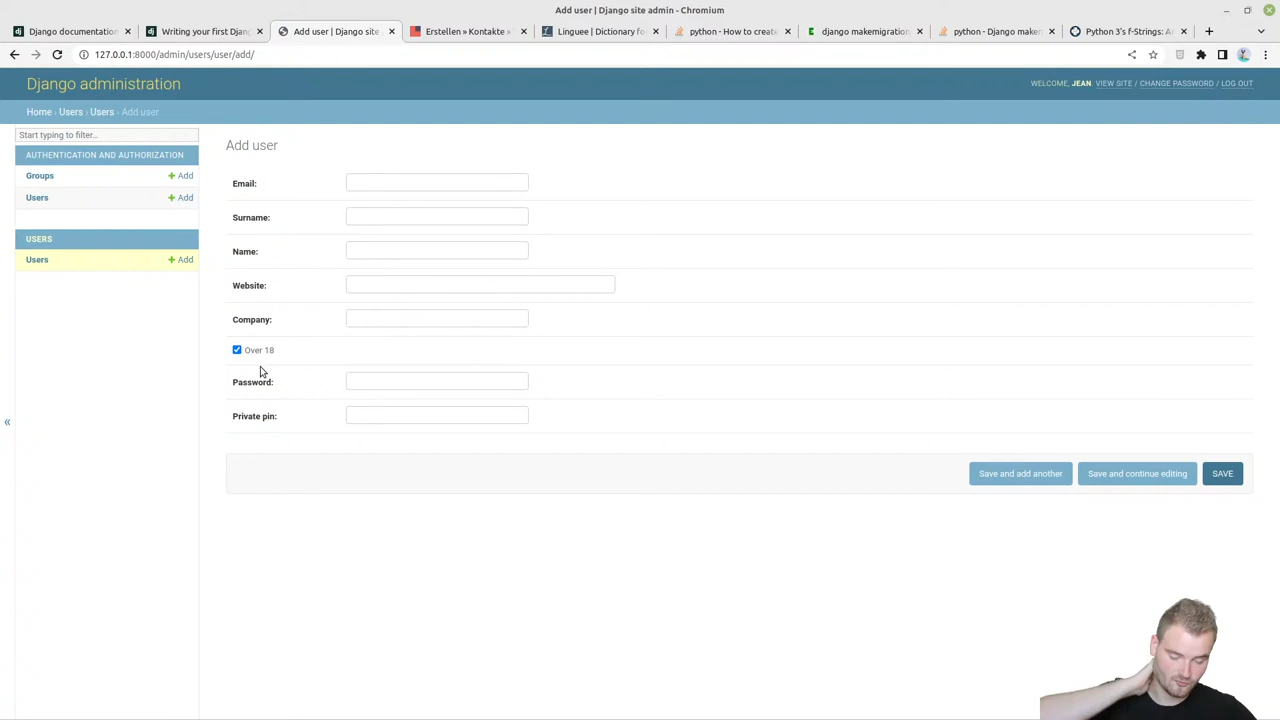 Add user | Django site admin - Chromium
Django documentation
Writing your first Djang
Add user | Django site
Erstellen » Kontakte »
Linguee | Dictionary fo
python - How to create
django makemigration
python - Django make
Python 3's f-Strings: A
127.0.0.1:8000/admin/users/user/add/
Django administration
WELCOME, JEAN. VIEW SITE / CHANGE PASSWORD / LOG OUT
Home › Users › Users › Add user
Start typing to filter...
AUTHENTICATION AND AUTHORIZATION
Groups + Add
Users + Add
USERS
Users + Add
«
Add user
Email:
Surname:
Name:
Website:
Company:
Over 18
Password:
Private pin:
Save and add another
Save and continue editing
SAVE